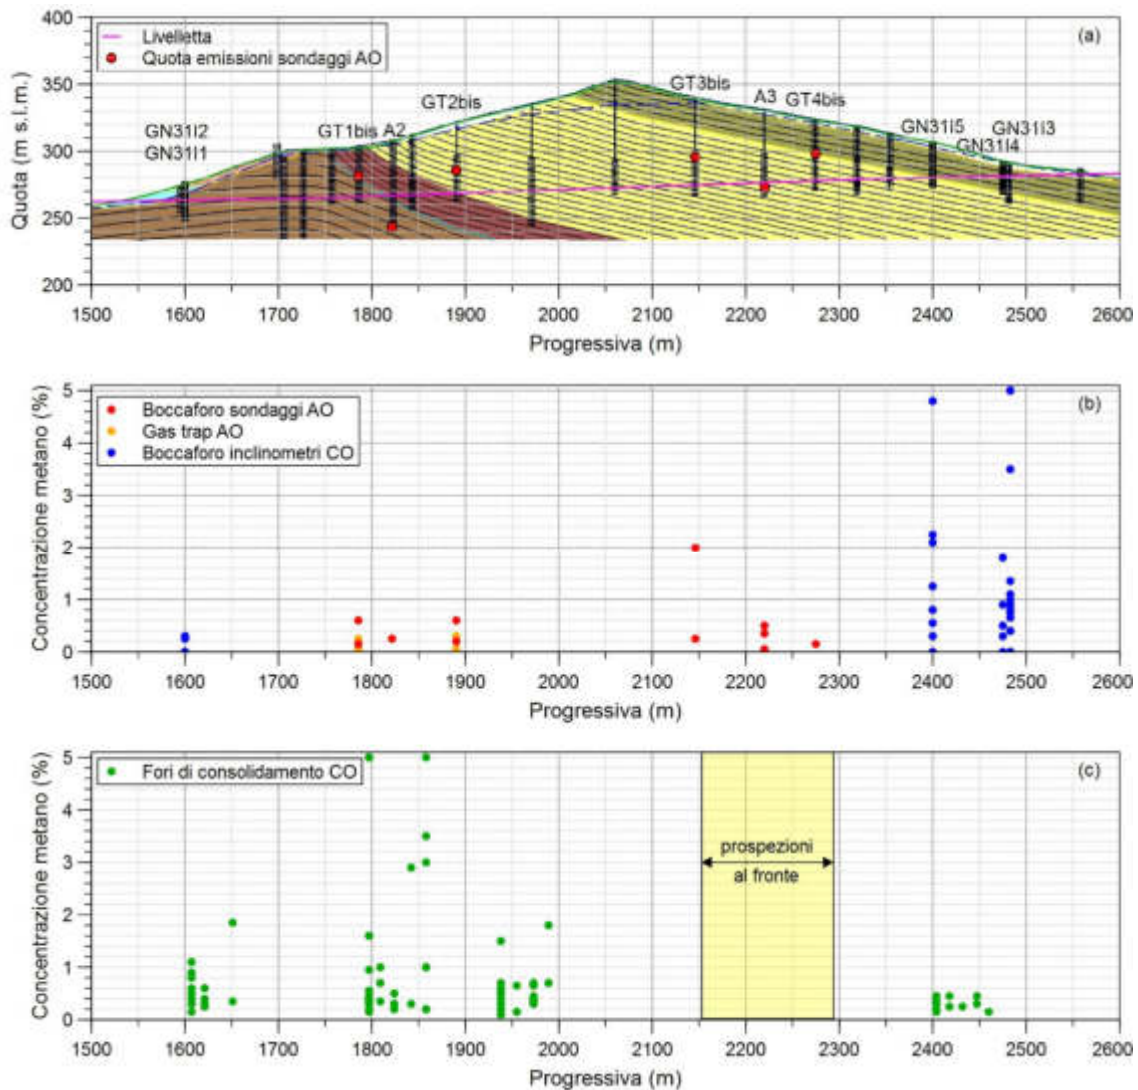 400
(a)
Livelletta
Quota emissioni sondaggi AO
350
GT3bis
A3
GT4bis
GT2bis
GN31I2
GT1bis A2
GN31I5
GN31I3
300
GN31I1
GN31I4
250
200
Quota (m s.l.m.)
1500 1600 1700 1800 1900 2000 2100 2200 2300 2400 2500 2600
Progressiva (m)
5
(b)
Boccaforo sondaggi AO
Gas trap AO
Boccaforo inclinometri CO
4
3
2
1
0
Concentrazione metano (%)
1500 1600 1700 1800 1900 2000 2100 2200 2300 2400 2500 2600
Progressiva (m)
5
Fori di consolidamento CO
(c)
4
3
prospezioni
al fronte
2
1
0
Concentrazione metano (%)
1500 1600 1700 1800 1900 2000 2100 2200 2300 2400 2500 2600
Progressiva (m)